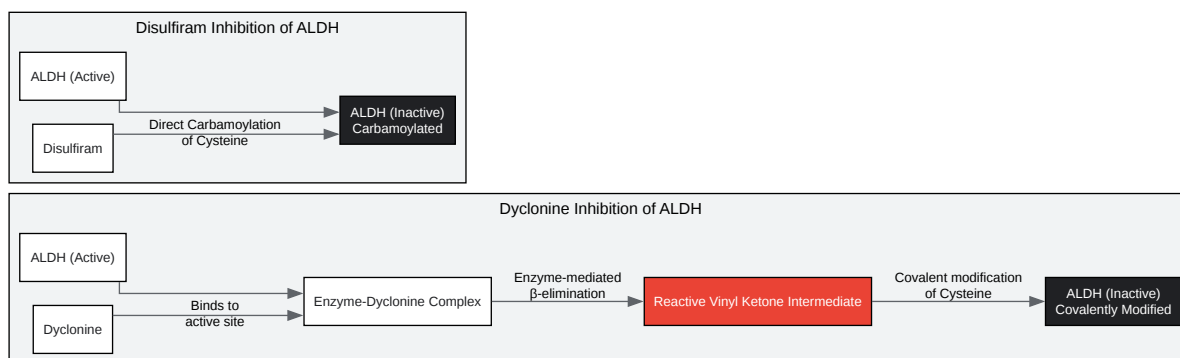 Disulfiram Inhibition of ALDH
ALDH (Active)
Disulfiram
Direct Carbamoylation
of Cysteine
ALDH (Inactive)
Carbamoylated
Dyclonine Inhibition of ALDH
ALDH (Active)
Dyclonine
Binds to
active site
Enzyme-Dyclonine Complex
Enzyme-mediated
β-elimination
Reactive Vinyl Ketone Intermediate
Covalent modification
of Cysteine
ALDH (Inactive)
Covalently Modified